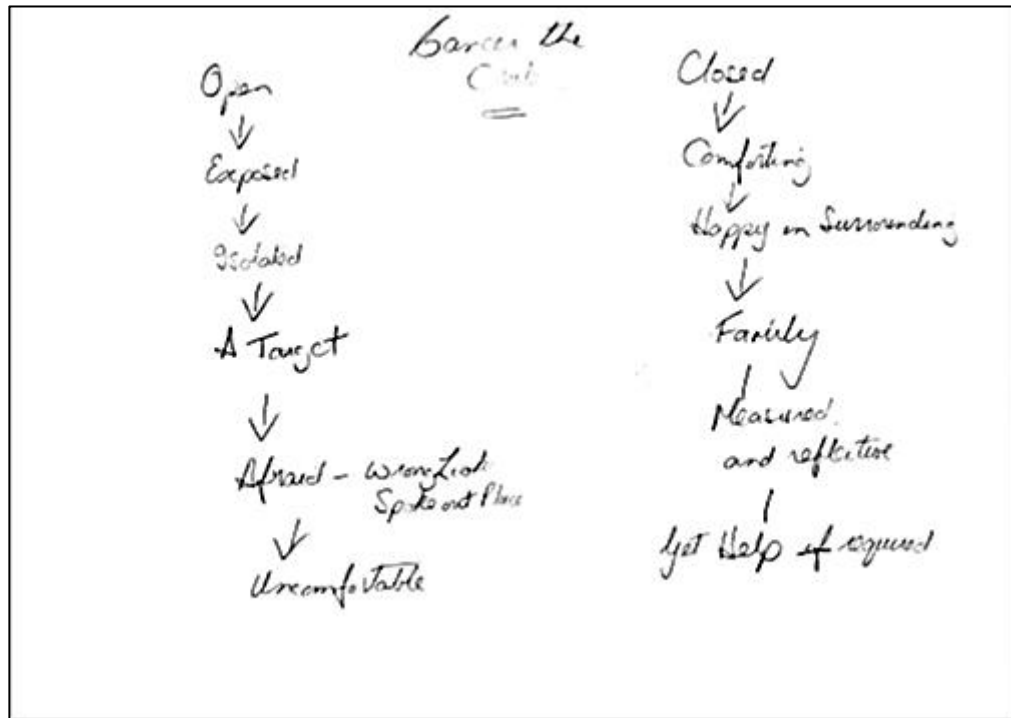 the
Open
Exposed
Isolated
A Target
Afraid - Wrong Look
Spoke out Place
Uncomfortable
Closed
Comforting
Happy in Surrounding
Family
Measured
and reflective
Get Help if required